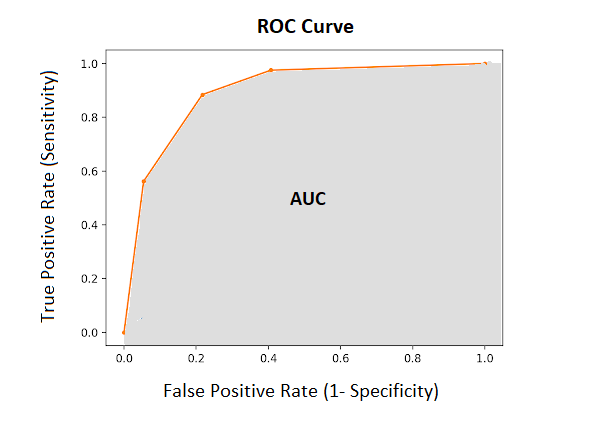 ROC Curve
True Positive Rate (Sensitivity)
1.0
0.8
0.6
0.4
0.2
0.0
AUC
0.0 0.2 0.4 0.6 0.8 1.0
False Positive Rate (1- Specificity)